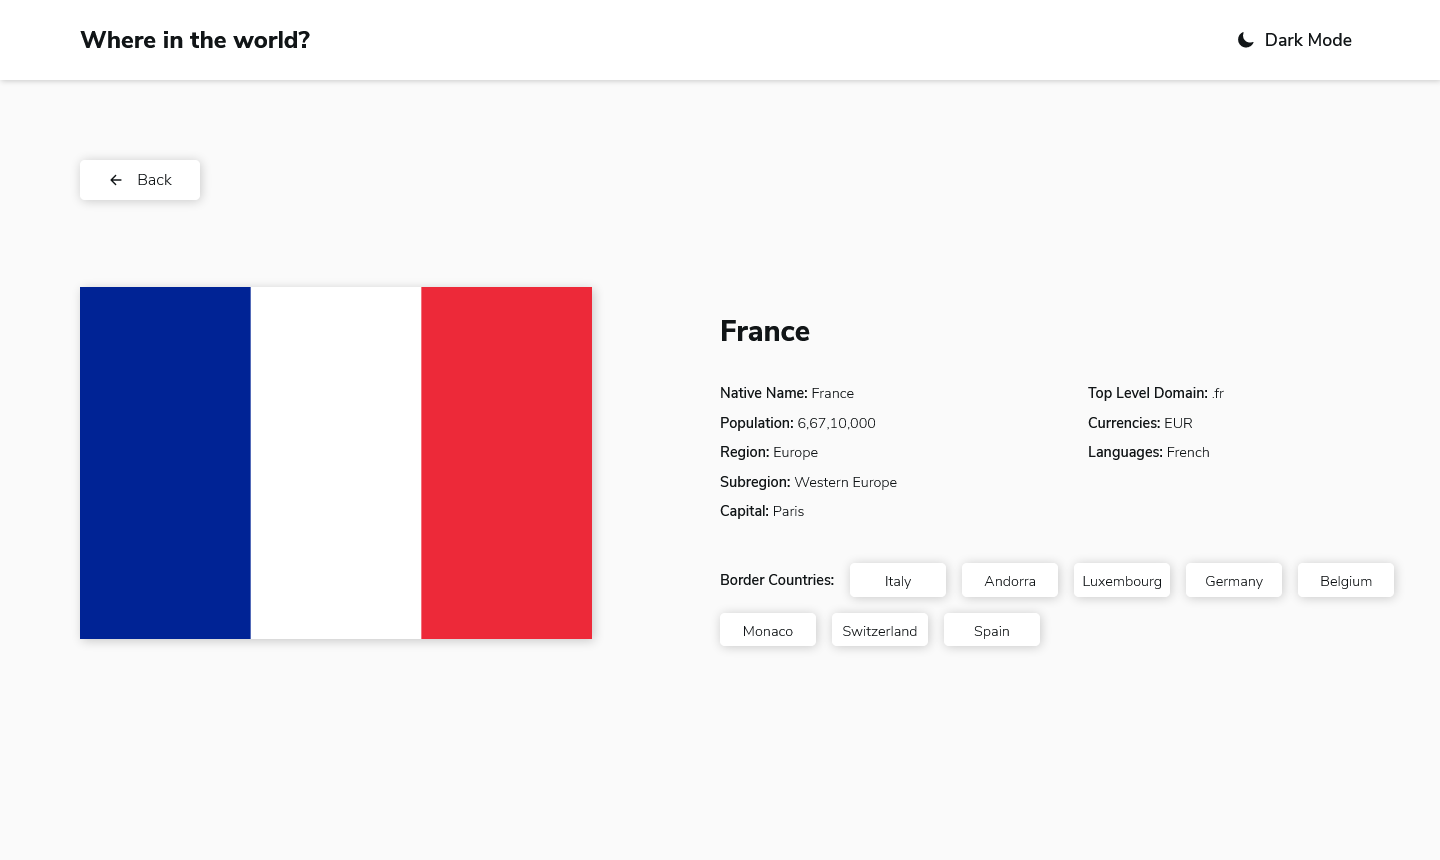 Where in the world?
Dark Mode
Back
France
Native Name: France
Population: 6,67,10,000
Region: Europe
Subregion: Western Europe
Capital: Paris
Top Level Domain: .fr
Currencies: EUR
Languages: French
Border Countries: Italy Andorra Luxembourg Germany Belgium
Monaco Switzerland Spain